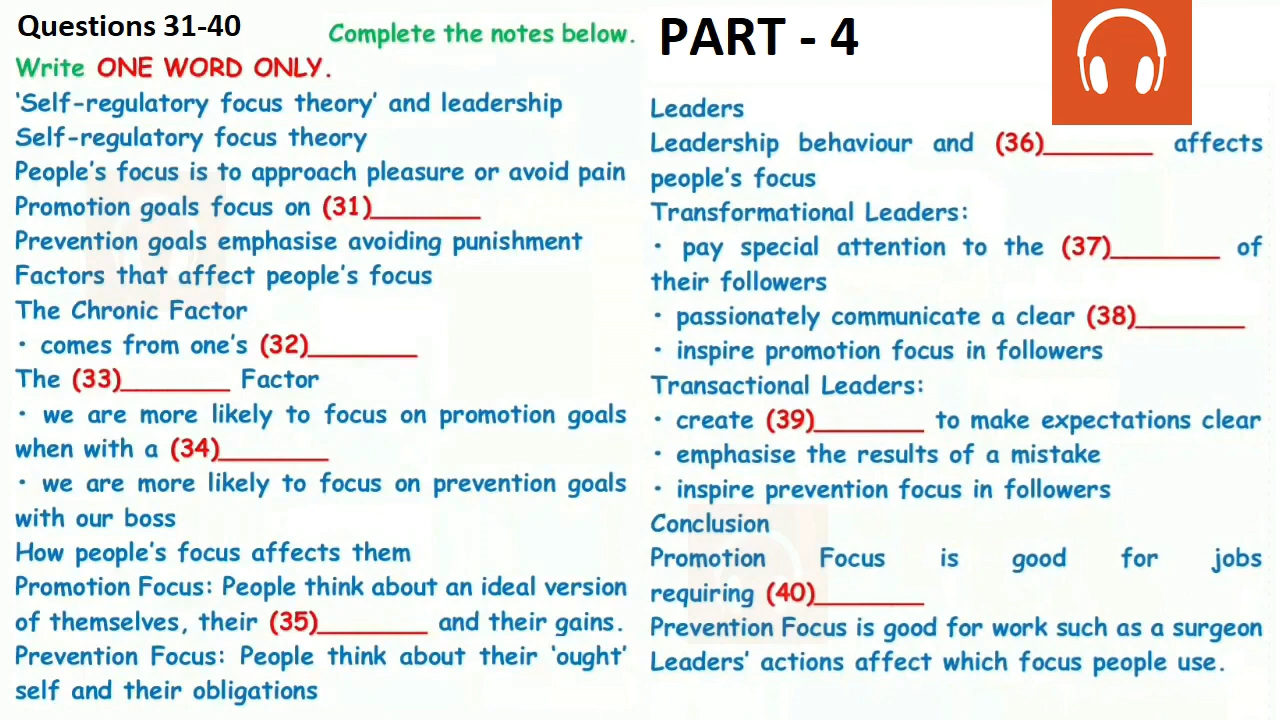 Questions 31-40
Complete the notes below.
Write ONE WORD ONLY.
‘Self-regulatory focus theory’ and leadership
Self-regulatory focus theory
People’s focus is to approach pleasure or avoid pain
Promotion goals focus on (31)________
Prevention goals emphasise avoiding punishment
Factors that affect people’s focus
The Chronic Factor
• comes from one’s (32)________
The (33)________ Factor
• we are more likely to focus on promotion goals
when with a (34)________
• we are more likely to focus on prevention goals
with our boss
How people’s focus affects them
Promotion Focus: People think about an ideal version
of themselves, their (35)________ and their gains.
Prevention Focus: People think about their ‘ought’
self and their obligations
PART - 4
Leaders
Leadership behaviour and (36)________ affects
people’s focus
Transformational Leaders:
• pay special attention to the (37)________ of
their followers
• passionately communicate a clear (38)________
• inspire promotion focus in followers
Transactional Leaders:
• create (39)________ to make expectations clear
• emphasise the results of a mistake
• inspire prevention focus in followers
Conclusion
Promotion Focus is good for jobs
requiring (40)________
Prevention Focus is good for work such as a surgeon
Leaders’ actions affect which focus people use.